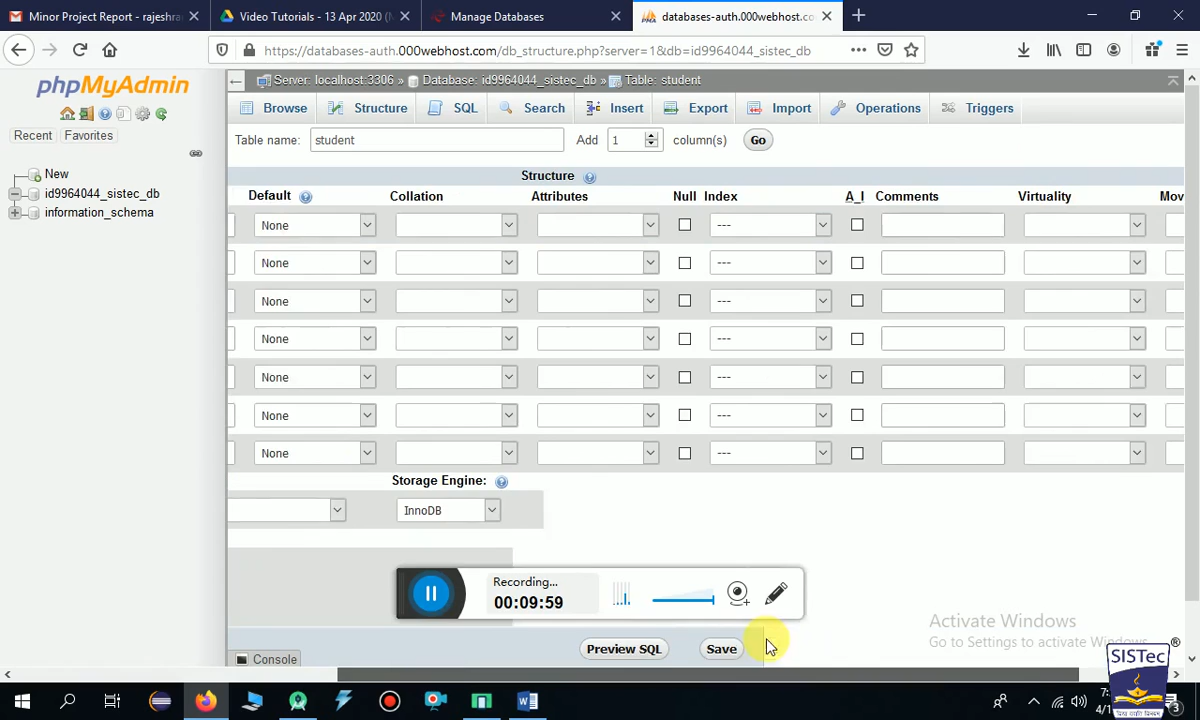 Minor Project Report - rajeshra
Video Tutorials - 13 Apr 2020 (M
Manage Databases
databases-auth.000webhost.co
https://databases-auth.000webhost.com/db_structure.php?server=1&db=id9964044_sistec_db
phpMyAdmin
Recent Favorites
New
id9964044_sistec_db
information_schema
Server: localhost:3306 » Database: id9964044_sistec_db » Table: student
Browse Structure SQL Search Insert Export Import Operations Triggers
Table name: student Add 1 column(s) Go
Structure
Default Collation Attributes Null Index A_I Comments Virtuality Mov
None ---
None ---
None ---
None ---
None ---
None ---
None ---
Storage Engine:
InnoDB
Recording...
00:09:59
Activate Windows
Go to Settings to activate Windows.
Preview SQL Save
Console
SISTec
®
3